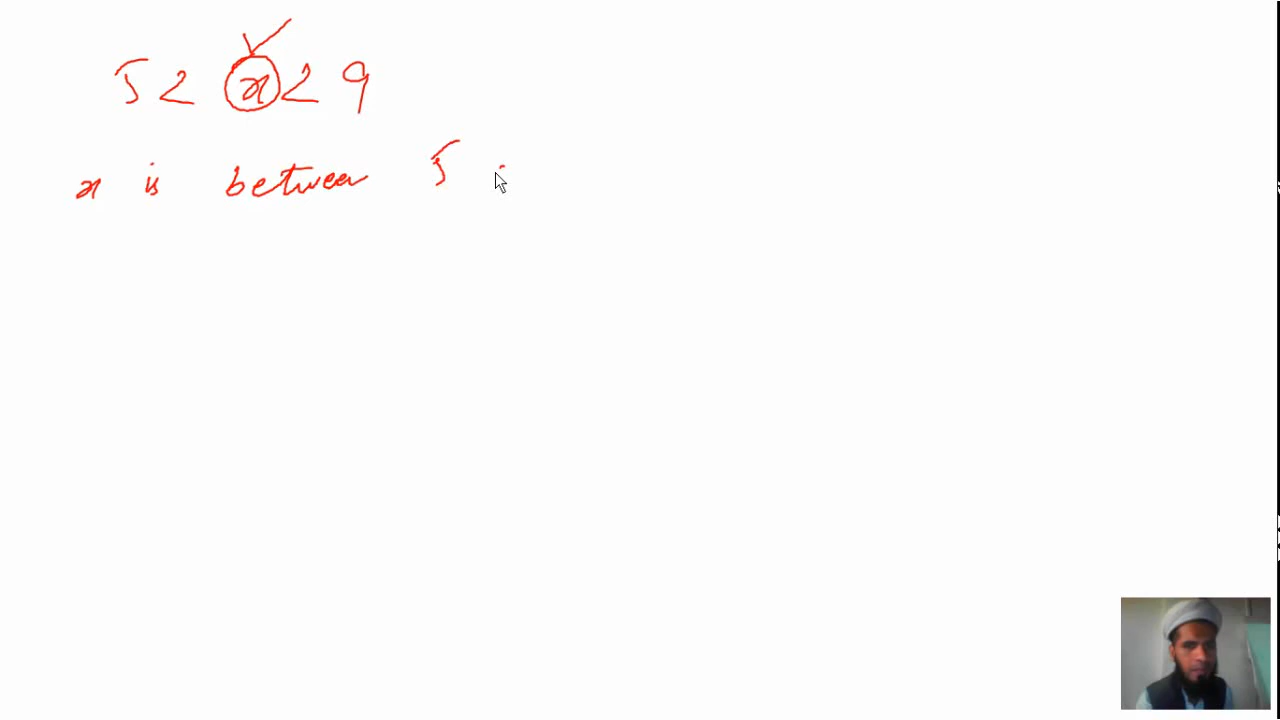 5 < x < 9
x is between 5